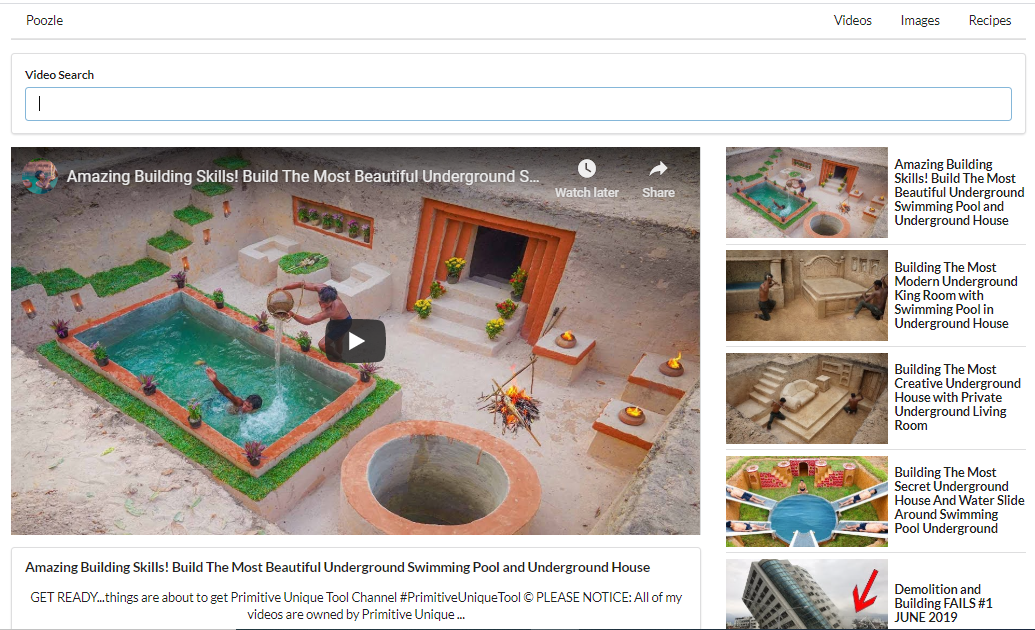 Poozle
Videos
Images
Recipes
Video Search
Amazing Building Skills! Build The Most Beautiful Underground S...
Watch later
Share
Amazing Building Skills! Build The Most Beautiful Underground Swimming Pool and Underground House
GET READY...things are about to get Primitive Unique Tool Channel #PrimitiveUniqueTool © PLEASE NOTICE: All of my
videos are owned by Primitive Unique ...
Amazing Building
Skills! Build The Most
Beautiful Underground
Swimming Pool and
Underground House
Building The Most
Modern Underground
King Room with
Swimming Pool in
Underground House
Building The Most
Creative Underground
House with Private
Underground Living
Room
Building The Most
Secret Underground
House And Water Slide
Around Swimming
Pool Underground
Demolition and
Building FAILS #1
JUNE 2019